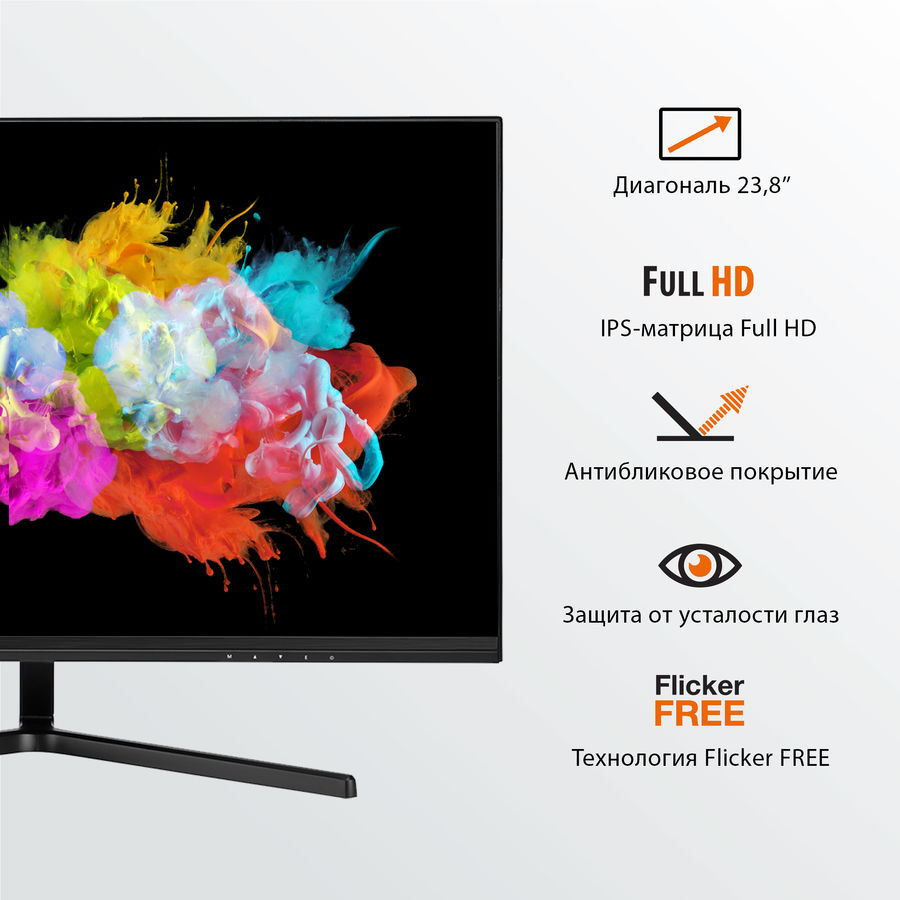 Диагональ 23,8”
FULL HD
IPS-матрица Full HD
Антибликовое покрытие
Защита от усталости глаз
Flicker
FREE
Технология Flicker FREE
M ▲ ▼ E